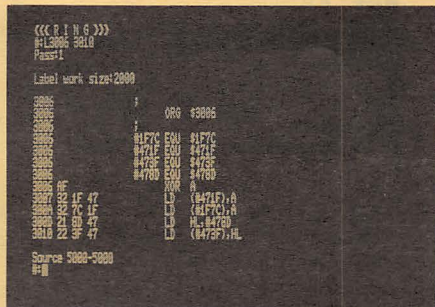 ((( R I N G )))
#:L3006 3010
Pass:1
Label work size:2000
3006 ;
3006 ORG $3006
3006 ;
3006 #1F7C EQU $1F7C
3006 #471F EQU $471F
3006 #473F EQU $473F
3006 #478D EQU $478D
3006 AF XOR A
3007 32 1F 47 LD (#471F),A
300A 32 7C 1F LD (#1F7C),A
300D 21 8D 47 LD HL,#478D
3010 22 3F 47 LD (#473F),HL
Source 5000-5000
#: